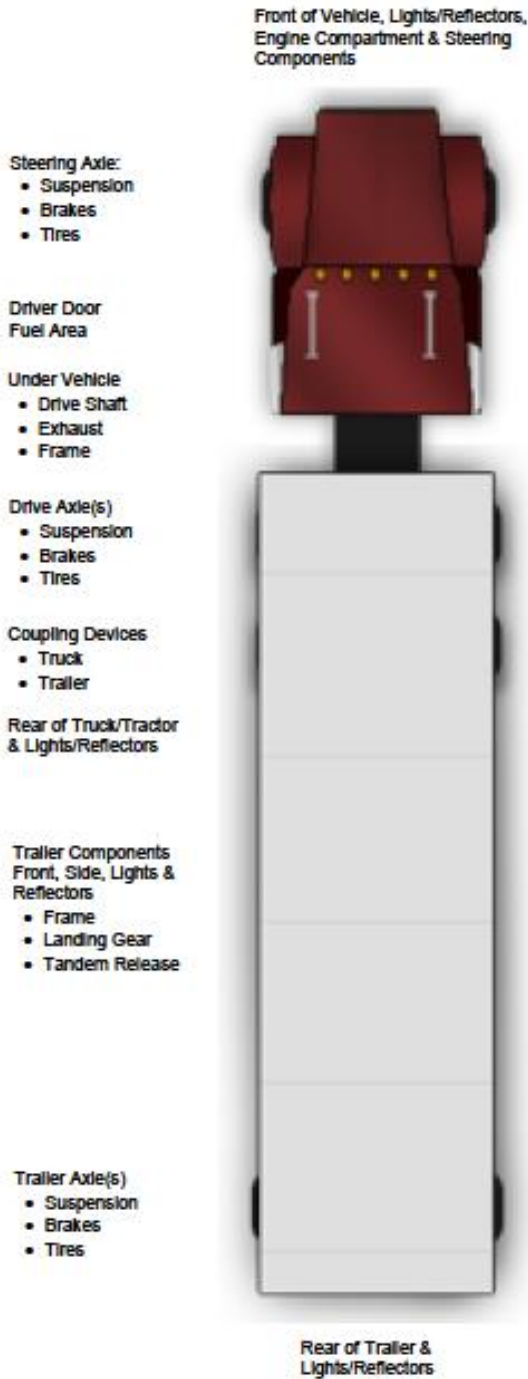 Front of Vehicle, Lights/Reflectors,
Engine Compartment & Steering
Components
Steering Axle:
• Suspension
• Brakes
• Tires
Driver Door
Fuel Area
Under Vehicle
• Drive Shaft
• Exhaust
• Frame
Drive Axle(s)
• Suspension
• Brakes
• Tires
Coupling Devices
• Truck
• Trailer
Rear of Truck/Tractor
& Lights/Reflectors
Trailer Components
Front, Side, Lights &
Reflectors
• Frame
• Landing Gear
• Tandem Release
Trailer Axle(s)
• Suspension
• Brakes
• Tires
Rear of Trailer &
Lights/Reflectors